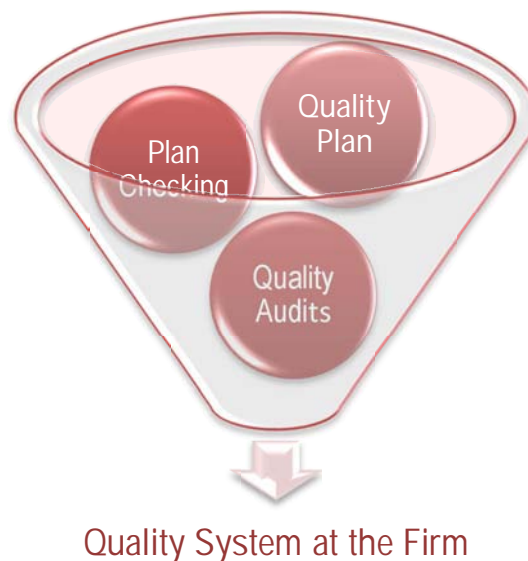 Quality
Plan
Plan
Checking
Quality
Audits
Quality System at the Firm